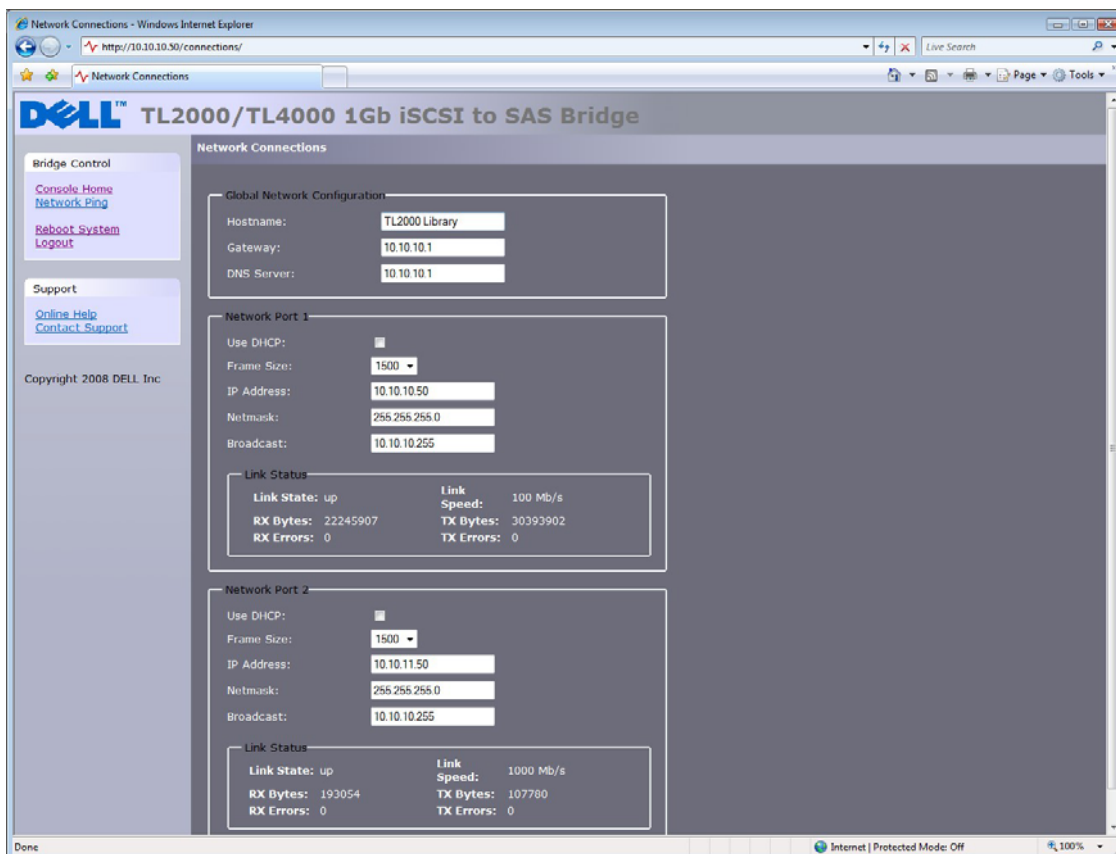 Network Connections - Windows Internet Explorer
http://10.10.10.50/connections/
Live Search
Network Connections
Page
Tools
DELL™ TL2000/TL4000 1Gb iSCSI to SAS Bridge
Network Connections
Bridge Control
Console Home
Network Ping
Reboot System
Logout
Support
Online Help
Contact Support
Copyright 2008 DELL Inc
Global Network Configuration
Hostname: TL2000 Library
Gateway: 10.10.10.1
DNS Server: 10.10.10.1
Network Port 1
Use DHCP:
Frame Size: 1500
IP Address: 10.10.10.50
Netmask: 255.255.255.0
Broadcast: 10.10.10.255
Link Status
Link State: up Link Speed: 100 Mb/s
RX Bytes: 22245907 TX Bytes: 30393902
RX Errors: 0 TX Errors: 0
Network Port 2
Use DHCP:
Frame Size: 1500
IP Address: 10.10.11.50
Netmask: 255.255.255.0
Broadcast: 10.10.10.255
Link Status
Link State: up Link Speed: 1000 Mb/s
RX Bytes: 193054 TX Bytes: 107780
RX Errors: 0 TX Errors: 0
Done
Internet | Protected Mode: Off
100%